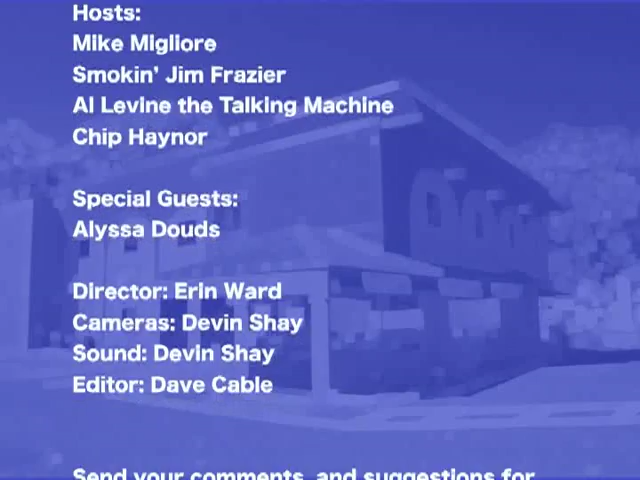 Hosts:
Mike Migliore
Smokin' Jim Frazier
Al Levine the Talking Machine
Chip Haynor
Special Guests:
Alyssa Douds
Director: Erin Ward
Cameras: Devin Shay
Sound: Devin Shay
Editor: Dave Cable
Send your comments, and suggestions for